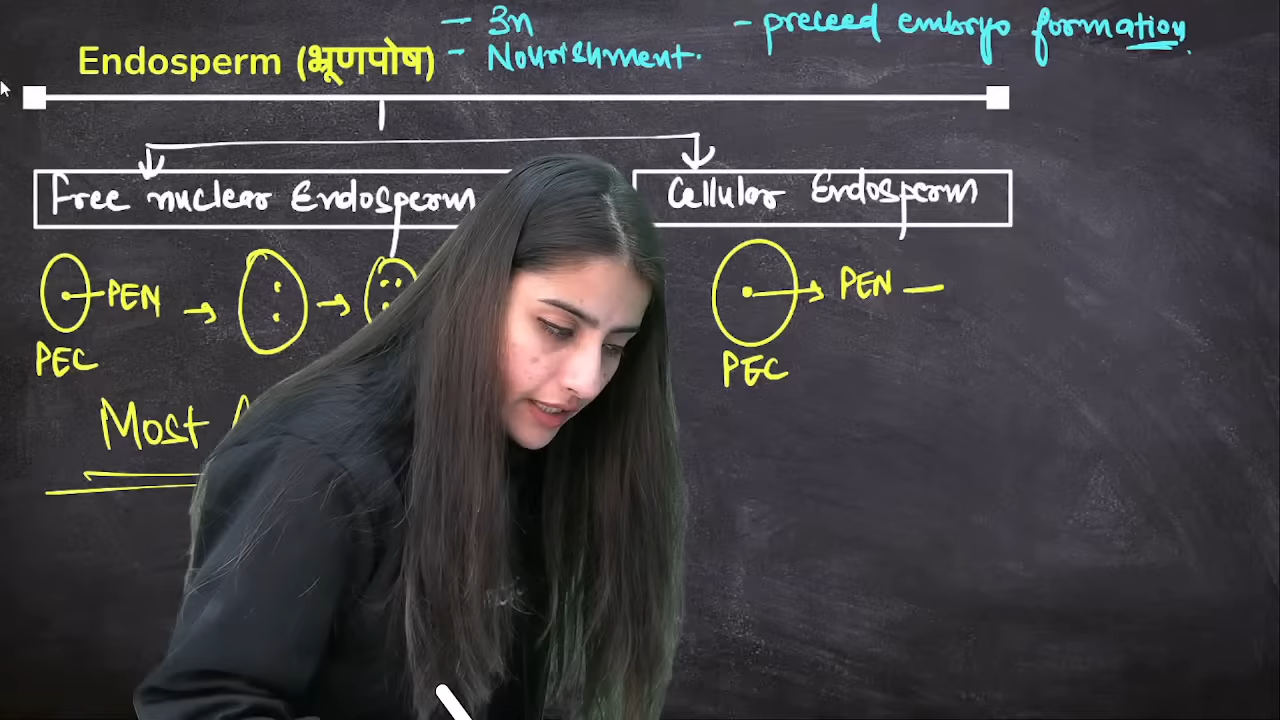 — 3n
- preceed embryo formation.
Endosperm (भ्रूणपोष)
- Nourishment.
Free nuclear Endosperm
Cellular Endosperm
PEN
PEN
PEC
PEC
Most